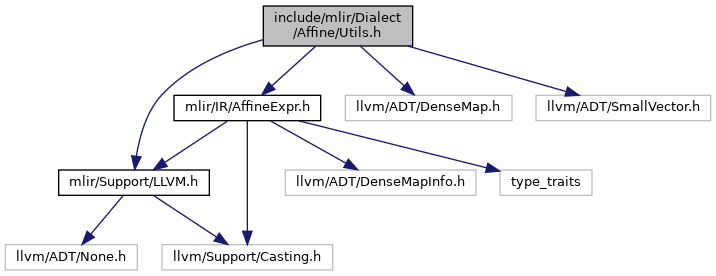 include/mlir/Dialect
/Affine/Utils.h
mlir/IR/AffineExpr.h
llvm/ADT/DenseMap.h
llvm/ADT/SmallVector.h
mlir/Support/LLVM.h
llvm/ADT/DenseMapInfo.h
type_traits
llvm/ADT/None.h
llvm/Support/Casting.h